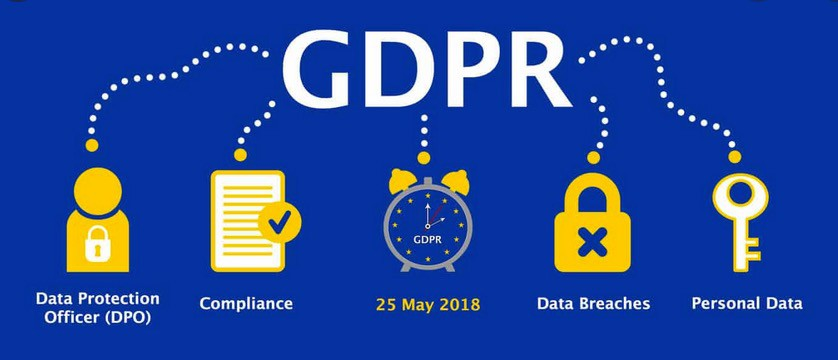 GDPR
GDPR
Data Protection
Officer (DPO)
Compliance
25 May 2018
Data Breaches
Personal Data